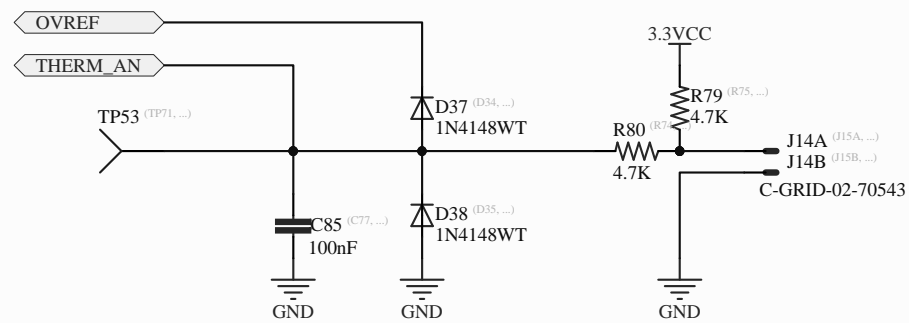 OVREF
3.3VCC
THERM_AN
R79 (R75, ...)
4.7K
TP53 (TP71, ...)
D37 (D34, ...)
1N4148WT
R80 (R74, ...)
4.7K
J14A (J15A, ...)
J14B (J15B, ...)
C-GRID-02-70543
C85 (C77, ...)
100nF
D38 (D35, ...)
1N4148WT
GND
GND
GND